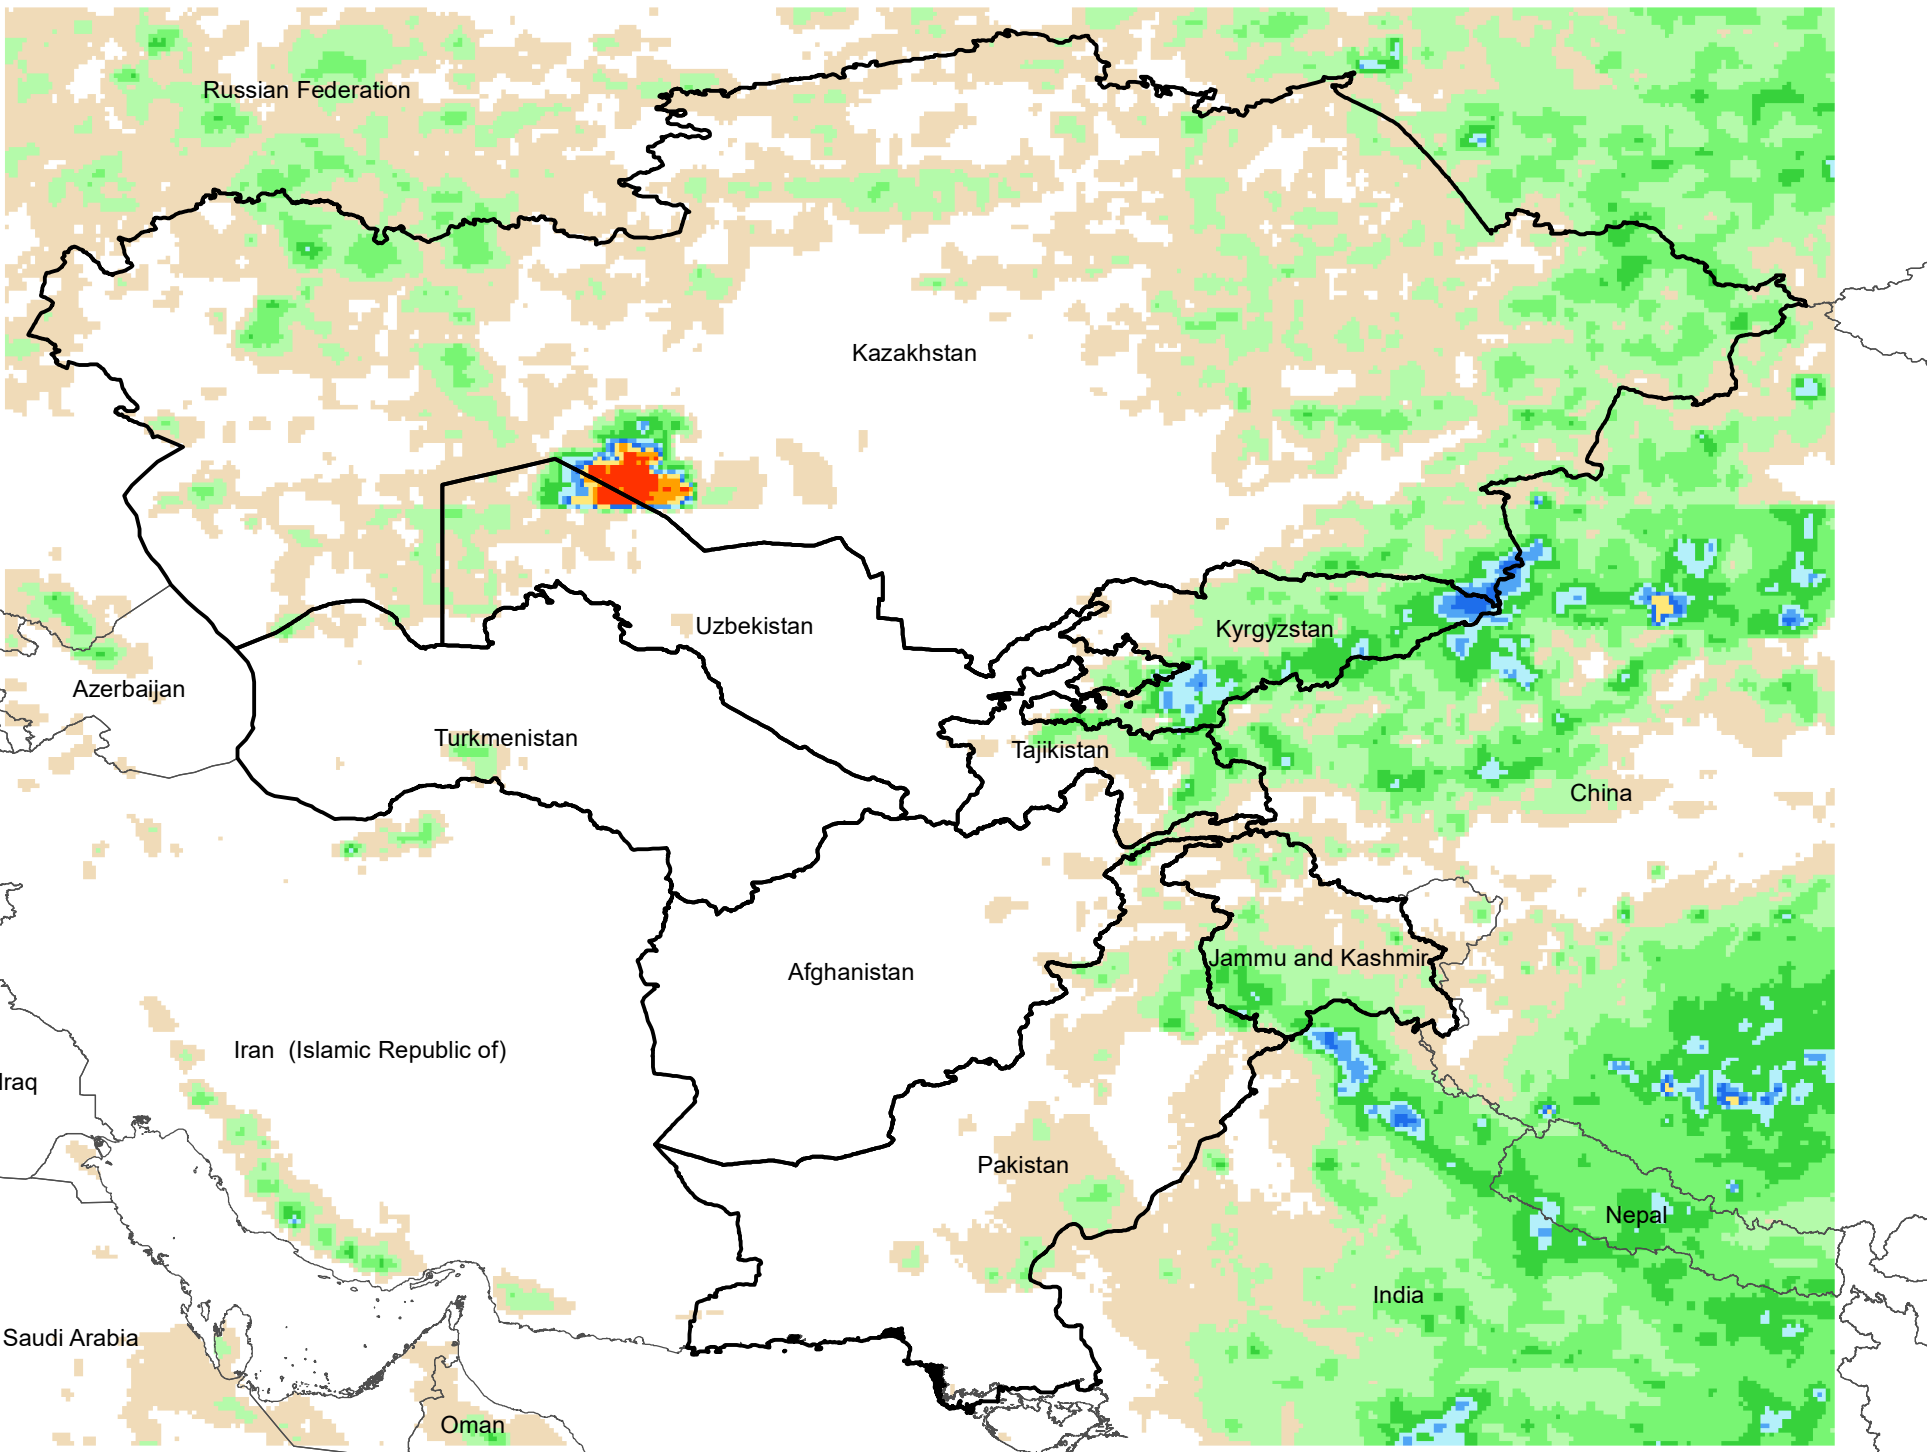 Russian Federation
Kazakhstan
Uzbekistan
Kyrgyzstan
Azerbaijan
Turkmenistan
Tajikistan
China
Jammu and Kashmir
Afghanistan
Iran  (Islamic Republic of)
Iraq
Pakistan
Nepal
India
Saudi Arabia
Oman